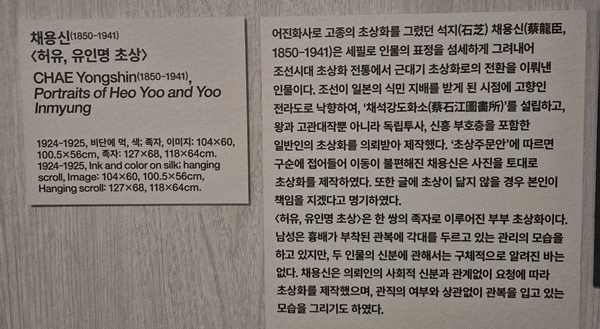 채용신(1850-1941)
〈허유, 유인명 초상〉
CHAE Yongshin(1850-1941),
Portraits of Heo Yoo and Yoo
Inmyung
1924-1925, 비단에 먹, 색; 족자, 이미지: 104×60,
100.5×56cm, 족자: 127×68, 118×64cm.
1924-1925, Ink and color on silk; hanging
scroll, Image: 104×60, 100.5×56cm,
Hanging scroll: 127×68, 118×64cm.
어진화사로 고종의 초상화를 그렸던 석지(石芝) 채용신(蔡龍臣,
1850-1941)은 세필로 인물의 표정을 섬세하게 그려내어
조선시대 초상화 전통에서 근대기 초상화로의 전환을 이뤄낸
인물이다. 조선이 일본의 식민 지배를 받게 된 시점에 고향인
전라도로 낙향하여, '채석강도화소(蔡石江圖畵所)'를 설립하고,
왕과 고관대작뿐 아니라 독립투사, 신흥 부호층을 포함한
일반인의 초상화를 의뢰받아 제작했다. '초상주문안'에 따르면
구순에 접어들어 이동이 불편해진 채용신은 사진을 토대로
초상화를 제작하였다. 또한 글에 초상이 닮지 않을 경우 본인이
책임을 지겠다고 명기하였다.
〈허유, 유인명 초상〉은 한 쌍의 족자로 이루어진 부부 초상화이다.
남성은 흉배가 부착된 관복에 각대를 두르고 있는 관리의 모습을
하고 있지만, 두 인물의 신분에 관해서는 구체적으로 알려진 바는
없다. 채용신은 의뢰인의 사회적 신분과 관계없이 요청에 따라
초상화를 제작했으며, 관직의 여부와 상관없이 관복을 입고 있는
모습을 그리기도 하였다.